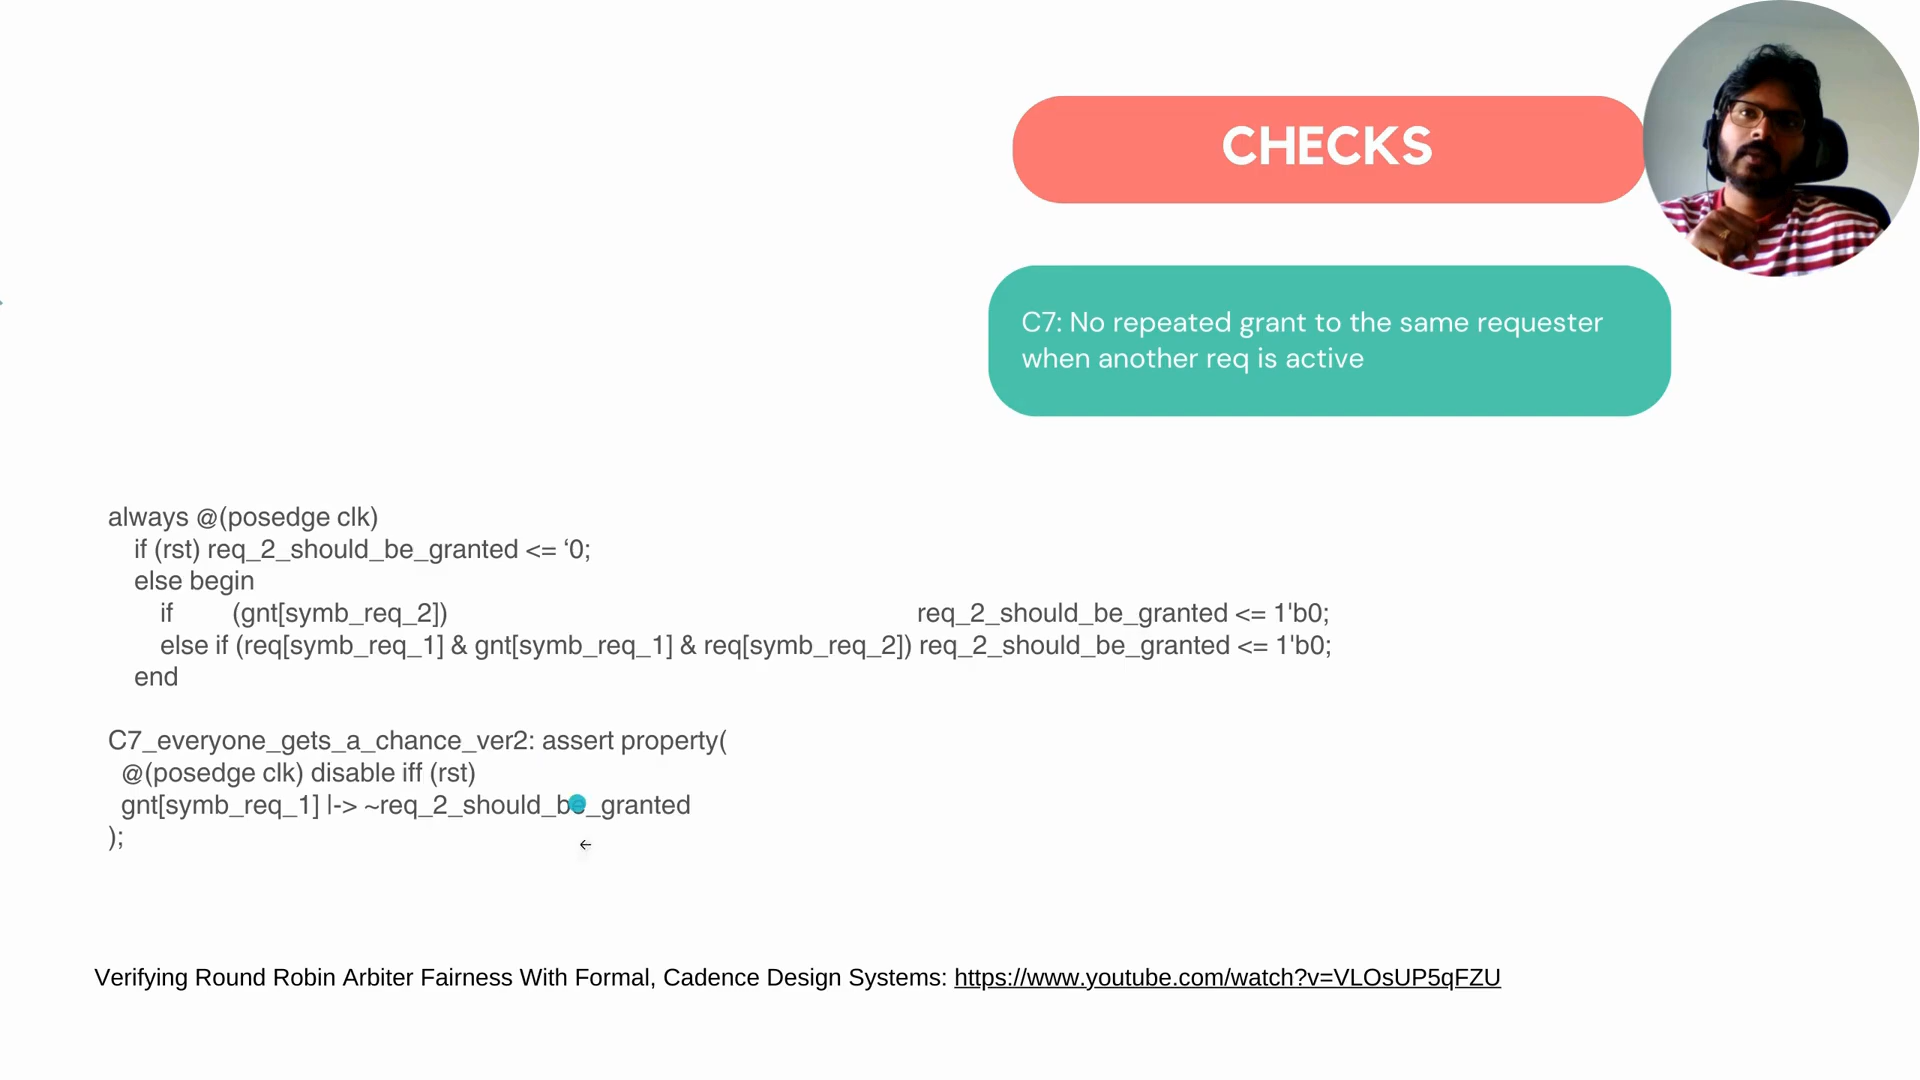 CHECKS
C7: No repeated grant to the same requester
when another req is active
always @(posedge clk)
if (rst) req_2_should_be_granted <= ‘0;
else begin
if (gnt[symb_req_2]) req_2_should_be_granted <= 1'b0;
else if (req[symb_req_1] & gnt[symb_req_1] & req[symb_req_2]) req_2_should_be_granted <= 1'b0;
end
C7_everyone_gets_a_chance_ver2: assert property(
@(posedge clk) disable iff (rst)
gnt[symb_req_1] |-> ~req_2_should_be_granted
);
Verifying Round Robin Arbiter Fairness With Formal, Cadence Design Systems: https://www.youtube.com/watch?v=VLOsUP5qFZU